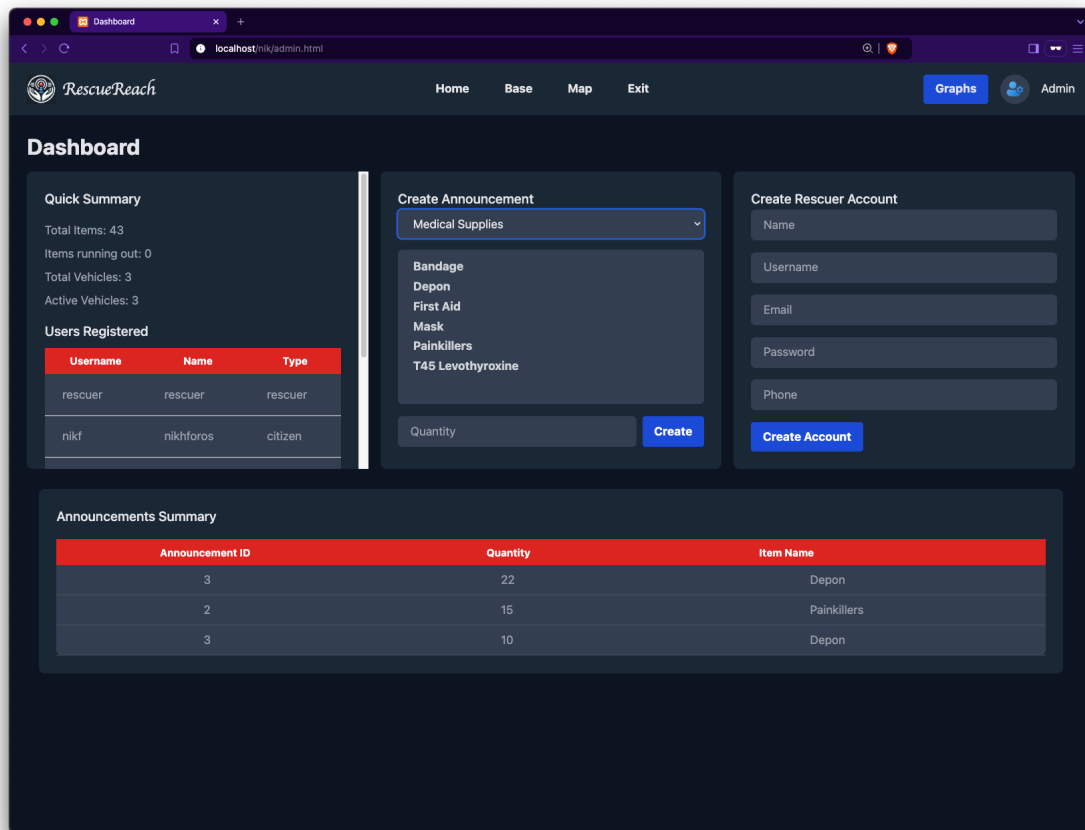 Dashboard
localhost/nik/admin.html
RescueReach
Home Base Map Exit
Graphs
Admin
Dashboard
Quick Summary
Total Items: 43
Items running out: 0
Total Vehicles: 3
Active Vehicles: 3
Users Registered
Username Name Type
rescuer rescuer rescuer
nikf nikhforos citizen
Create Announcement
Medical Supplies
Bandage
Depon
First Aid
Mask
Painkillers
T45 Levothyroxine
Quantity
Create
Create Rescuer Account
Name
Username
Email
Password
Phone
Create Account
Announcements Summary
Announcement ID Quantity Item Name
3 22 Depon
2 15 Painkillers
3 10 Depon